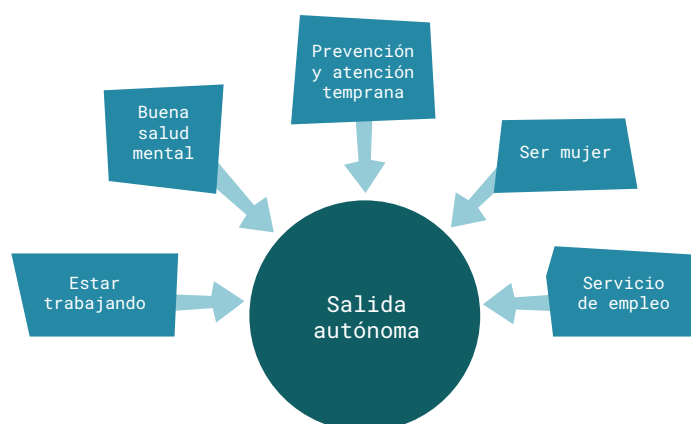 Prevención
y atención
temprana
Buena
salud
mental
Ser mujer
Estar
trabajando
Servicio
de empleo
Salida
autónoma